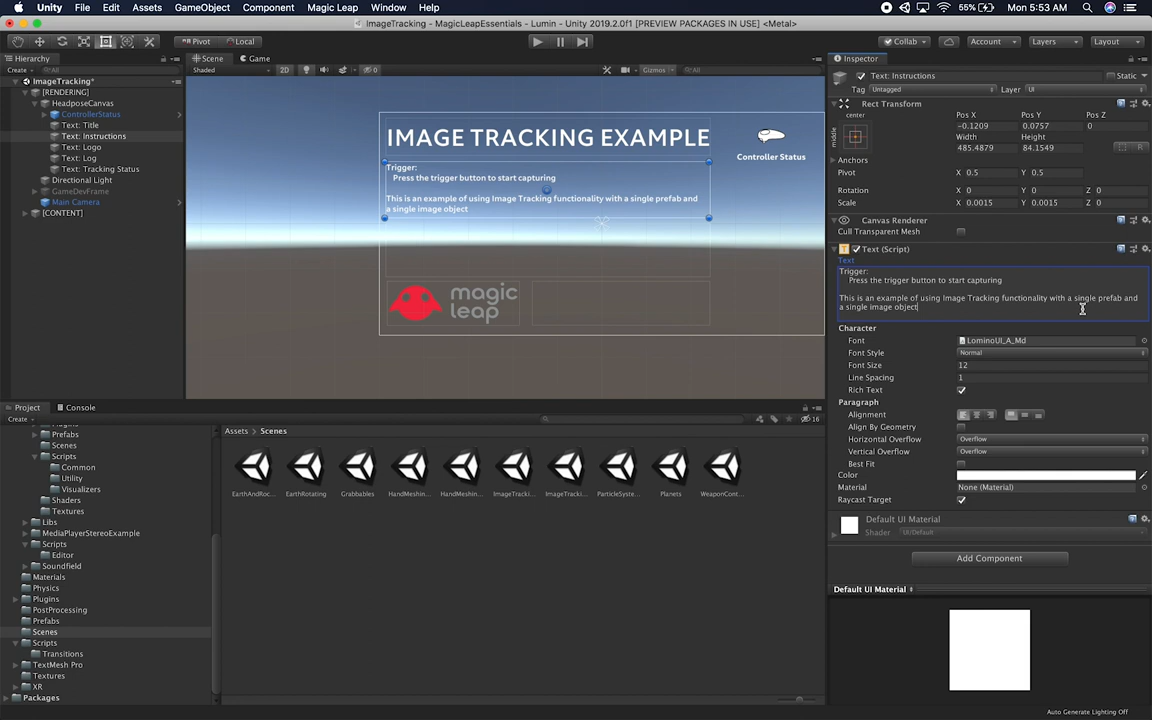 Unity File Edit Assets GameObject Component Magic Leap Window Help 55% Mon 5:53 AM
ImageTracking - MagicLeapEssentials - Lumin - Unity 2019.2.0f1 [PREVIEW PACKAGES IN USE] <Metal>
Pivot Local Collab Account Layers Layout
Hierarchy
Create All
ImageTracking*
[RENDERING]
HeadposeCanvas
ControllerStatus
Text: Title
Text: Instructions
Text: Logo
Text: Log
Text: Tracking Status
Directional Light
GameDevFrame
Main Camera
[CONTENT]
Scene Game
Shaded 2D 0 Gizmos All
IMAGE TRACKING EXAMPLE
Controller Status
Trigger:
Press the trigger button to start capturing
This is an example of using Image Tracking functionality with a single prefab and
a single image object
magic
leap
Inspector
Text: Instructions Static
Tag Untagged Layer UI
Rect Transform
center
middle
Pos X Pos Y Pos Z
-0.1209 0.0757 0
Width Height
485.4879 84.1549
R
Anchors
Pivot X 0.5 Y 0.5
Rotation X 0 Y 0 Z 0
Scale X 0.0015 Y 0.0015 Z 0
Canvas Renderer
Cull Transparent Mesh
Text (Script)
Text
Trigger:
Press the trigger button to start capturing
This is an example of using Image Tracking functionality with a single prefab and
a single image object
Character
Font LominoUI_A_Md
Font Style Normal
Font Size 12
Line Spacing 1
Rich Text
Paragraph
Alignment
Align By Geometry
Horizontal Overflow Overflow
Vertical Overflow Overflow
Best Fit
Color
Material None (Material)
Raycast Target
Default UI Material
Shader UI/Default
Add Component
Default UI Material
Project Console
Create 16
Prefabs
Scenes
Scripts
Common
Utility
Visualizers
Shaders
Textures
Libs
MediaPlayerStereoExample
Scripts
Editor
Soundfield
Materials
Physics
Plugins
PostProcessing
Prefabs
Scenes
Scripts
Transitions
TextMesh Pro
Textures
XR
Packages
Assets Scenes
EarthAndRoc... EarthRotating Grabbables HandMeshin... HandMeshin... ImageTracki... ImageTracki... ParticleSyste... Planets WeaponCont...
Auto Generate Lighting Off